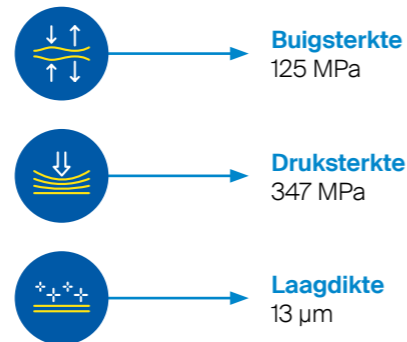 Buigsterkte
125 MPa
Druksterkte
347 MPa
Laagdikte
13 µm